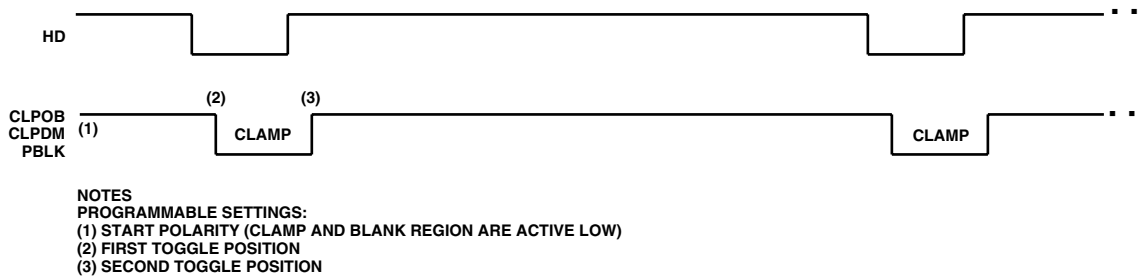 HD
(2) (3)
CLPOB
CLPDM (1)
PBLK
CLAMP CLAMP
NOTES
PROGRAMMABLE SETTINGS:
(1) START POLARITY (CLAMP AND BLANK REGION ARE ACTIVE LOW)
(2) FIRST TOGGLE POSITION
(3) SECOND TOGGLE POSITION